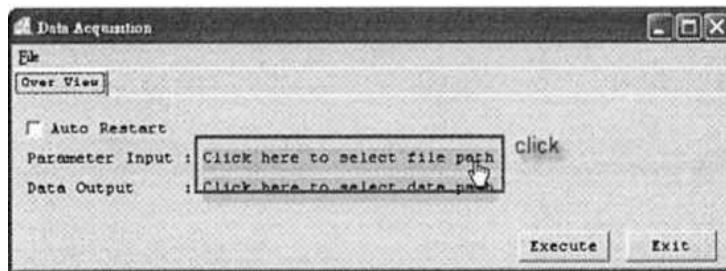 Data Acquisition
File
Over View
Auto Restart
Parameter Input : Click here to select file path
click
Data Output : Click here to select data path
Execute Exit